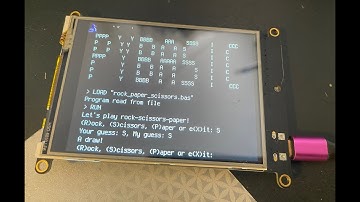 > LOAD "rock_paper_scissors.bas"
Program read from file
> RUN
Let's play rock-scissors-paper!
(R)ock, (S)cissors, (P)aper or e(X)it: S
Your guess: S, My guess: S
A draw!
(R)ock, (S)cissors, (P)aper or e(X)it: